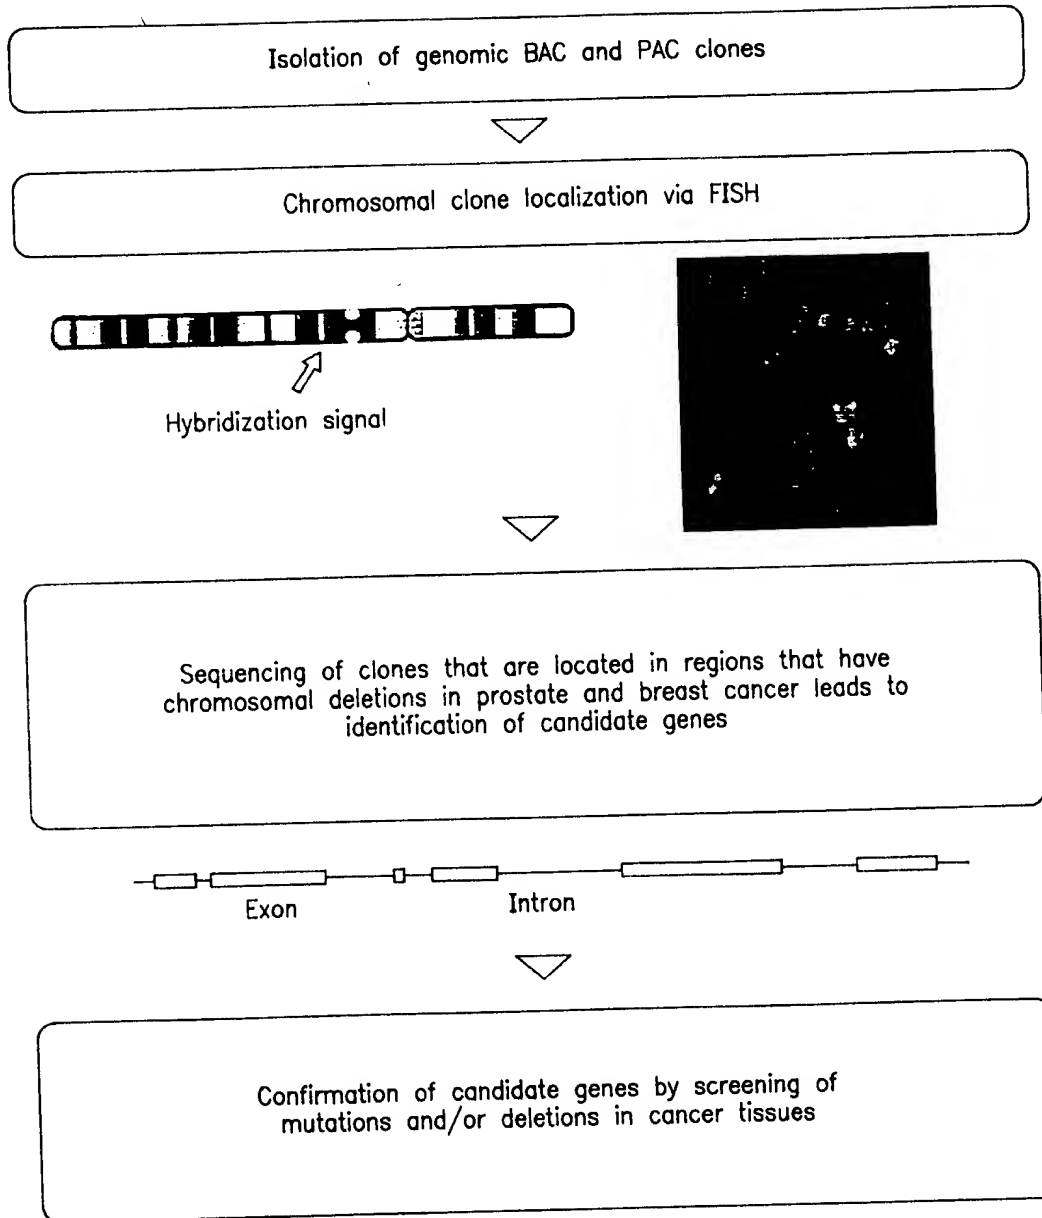 Isolation of genomic BAC and PAC clones
Chromosomal clone localization via FISH
Hybridization signal
Sequencing of clones that are located in regions that have
chromosomal deletions in prostate and breast cancer leads to
identification of candidate genes
Exon
Intron
Confirmation of candidate genes by screening of
mutations and/or deletions in cancer tissues